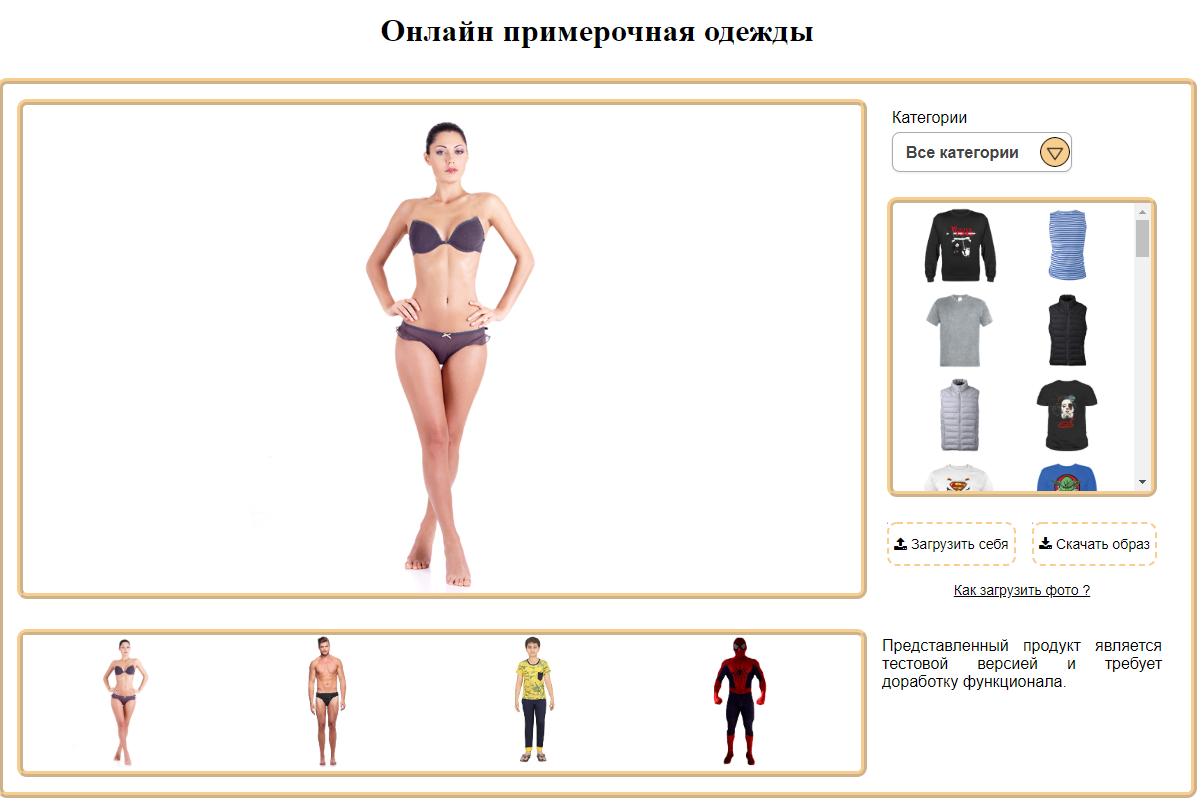 Онлайн примерочная одежды
Категории
Все категории
Загрузить себя
Скачать образ
Как загрузить фото ?
Представленный продукт является
тестовой версией и требует
доработку функционала.